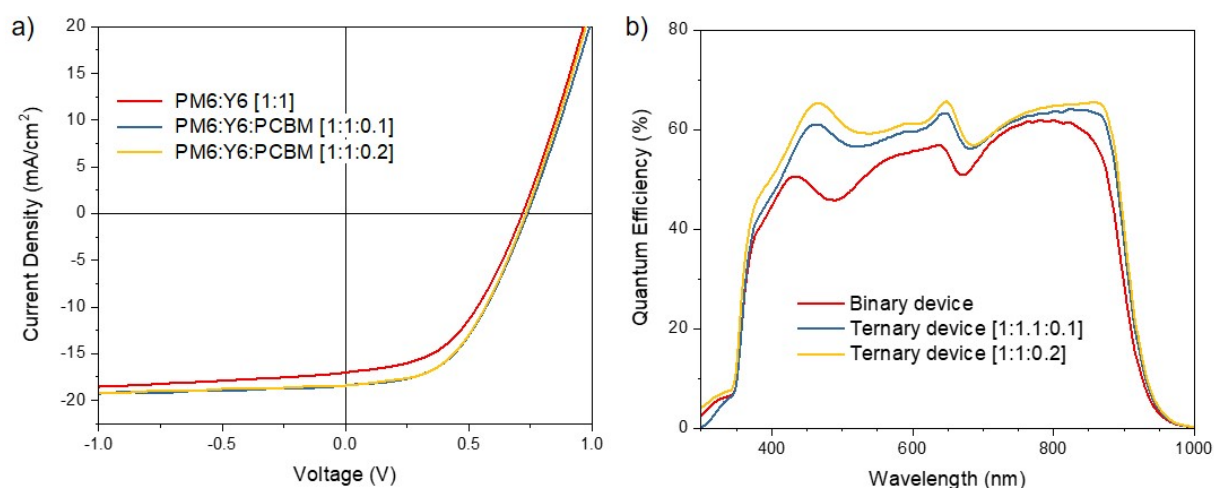 a)
20
15
10
5
0
-5
-10
-15
-20
Current Density (mA/cm²)
PM6:Y6 [1:1]
PM6:Y6:PCBM [1:1:0.1]
PM6:Y6:PCBM [1:1:0.2]
-1.0 -0.5 0.0 0.5 1.0
Voltage (V)
b)
80
60
40
20
0
Quantum Efficiency (%)
Binary device
Ternary device [1:1.1:0.1]
Ternary device [1:1:0.2]
400 600 800 1000
Wavelength (nm)